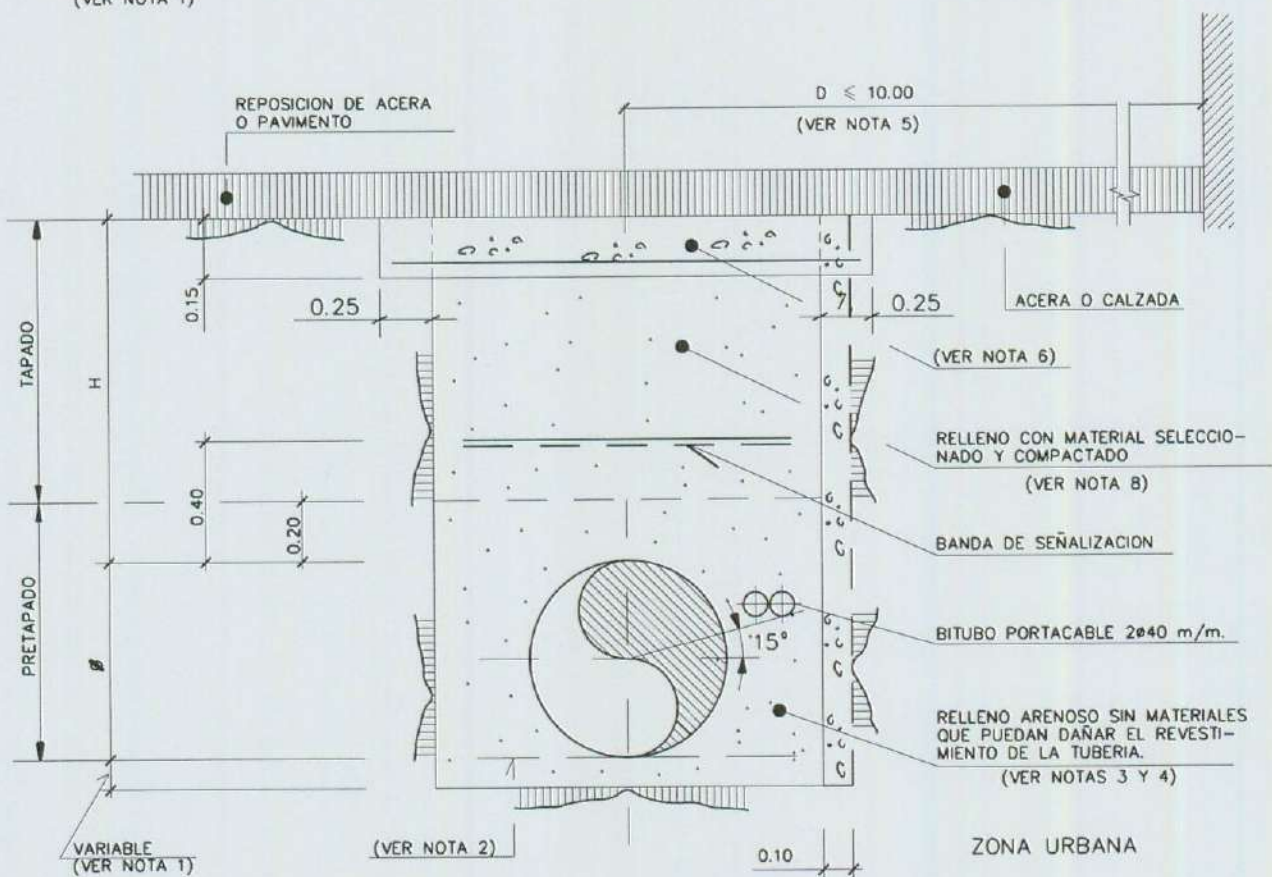 (VER NOTA 1)
REPOSICION DE ACERA
O PAVIMENTO
D ⩽ 10.00
(VER NOTA 5)
TAPADO
H
0.15
0.25
0.25
ACERA O CALZADA
(VER NOTA 6)
RELLENO CON MATERIAL SELECCIO-
NADO Y COMPACTADO
(VER NOTA 8)
0.40
0.20
BANDA DE SEÑALIZACION
PRETAPADO
ø
15°
BITUBO PORTACABLE 2ø40 m/m.
RELLENO ARENOSO SIN MATERIALES
QUE PUEDAN DAÑAR EL REVESTI-
MIENTO DE LA TUBERIA.
(VER NOTAS 3 Y 4)
VARIABLE
(VER NOTA 1)
(VER NOTA 2)
0.10
ZONA URBANA